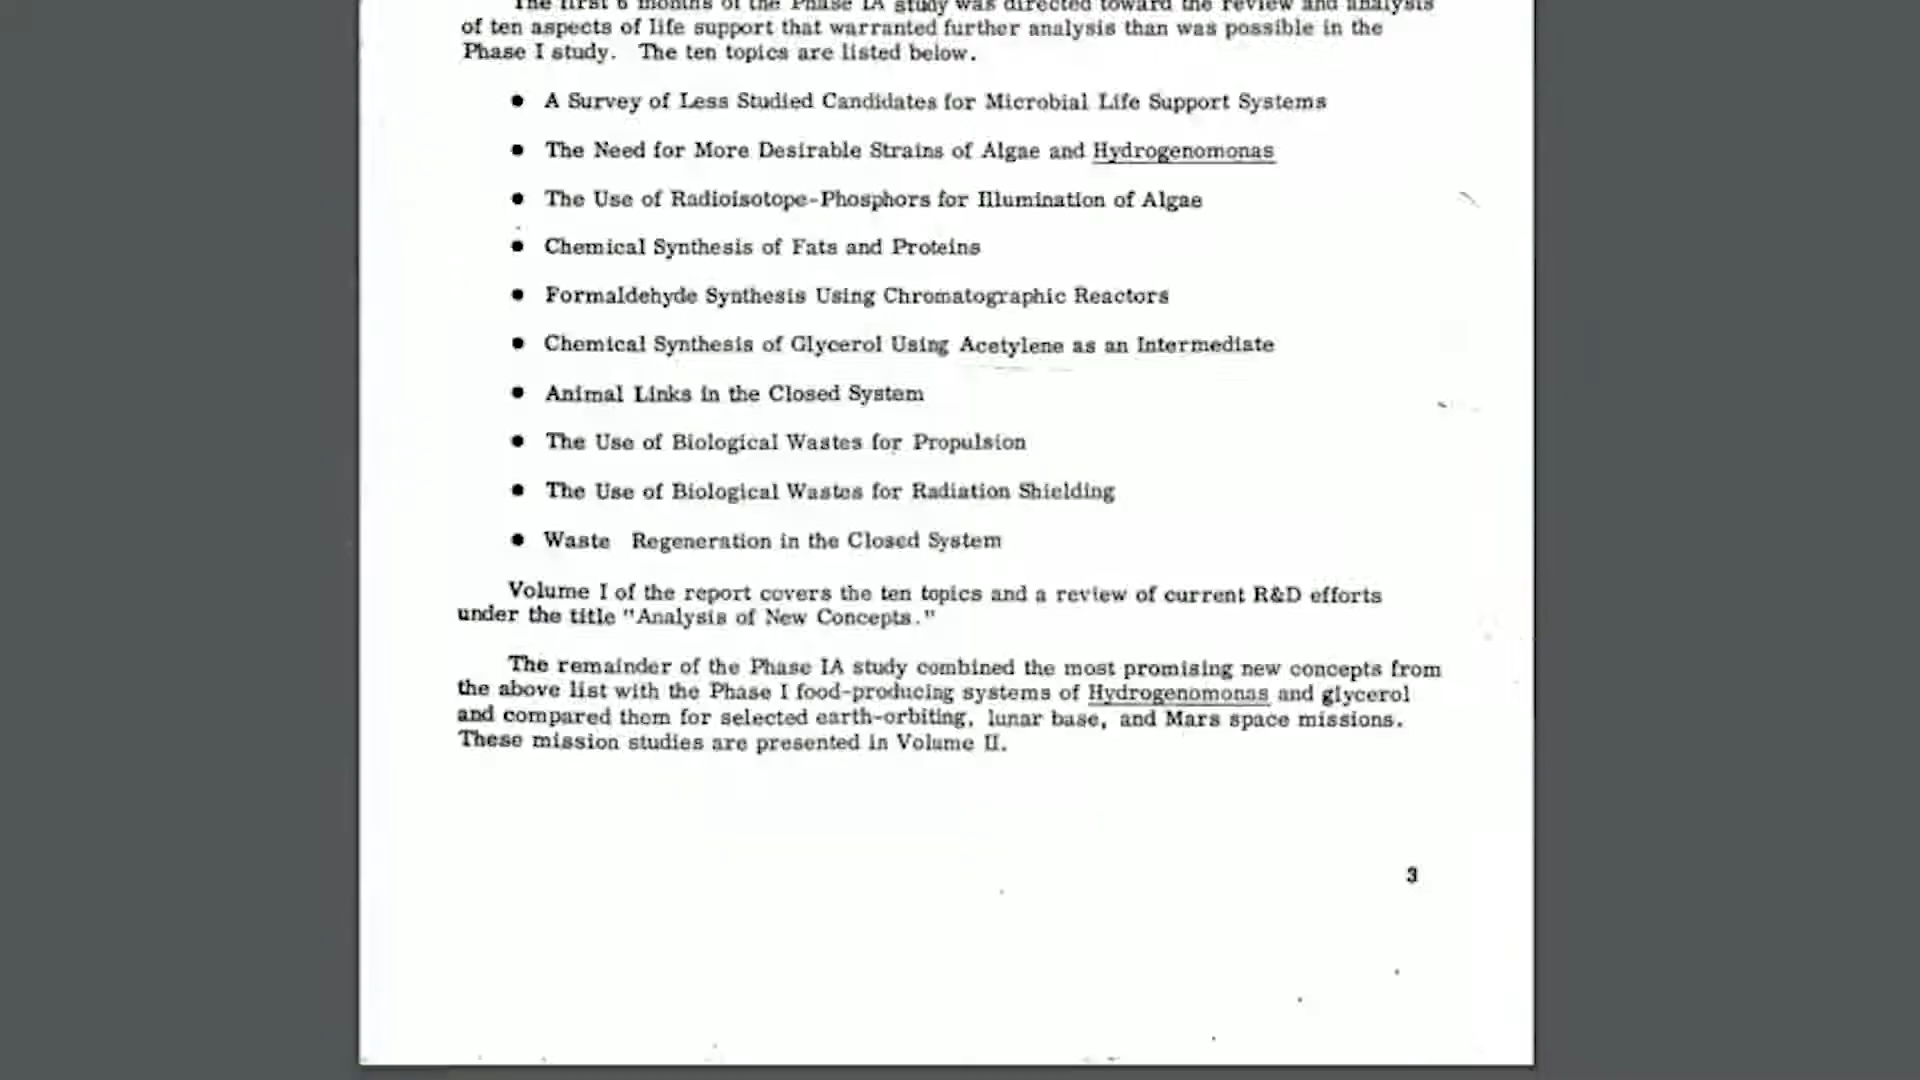 The first 6 months of the Phase IA study was directed toward the review and analysis
of ten aspects of life support that warranted further analysis than was possible in the
Phase I study. The ten topics are listed below.
● A Survey of Less Studied Candidates for Microbial Life Support Systems
● The Need for More Desirable Strains of Algae and Hydrogenomonas
● The Use of Radioisotope-Phosphors for Illumination of Algae
● Chemical Synthesis of Fats and Proteins
● Formaldehyde Synthesis Using Chromatographic Reactors
● Chemical Synthesis of Glycerol Using Acetylene as an Intermediate
● Animal Links in the Closed System
● The Use of Biological Wastes for Propulsion
● The Use of Biological Wastes for Radiation Shielding
● Waste Regeneration in the Closed System
Volume I of the report covers the ten topics and a review of current R&D efforts
under the title "Analysis of New Concepts."
The remainder of the Phase IA study combined the most promising new concepts from
the above list with the Phase I food-producing systems of Hydrogenomonas and glycerol
and compared them for selected earth-orbiting, lunar base, and Mars space missions.
These mission studies are presented in Volume II.
3